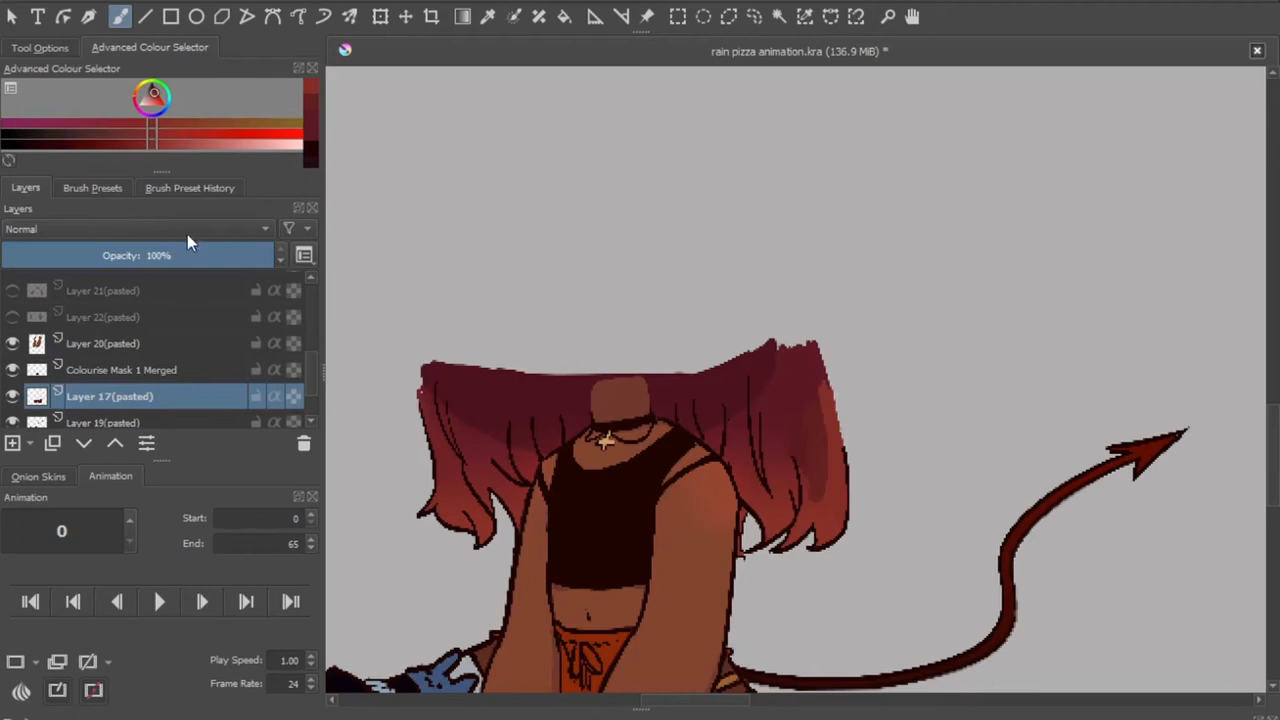 Tool Options Advanced Colour Selector
rain pizza animation.kra (136.9 MiB) *
Advanced Colour Selector
Layers Brush Presets Brush Preset History
Layers
Normal
Opacity: 100%
Layer 21(pasted)
Layer 22(pasted)
Layer 20(pasted)
Colourise Mask 1 Merged
Layer 17(pasted)
Layer 19(pasted)
Onion Skins Animation
Animation
0
Start: 0
End: 65
Play Speed: 1.00
Frame Rate: 24